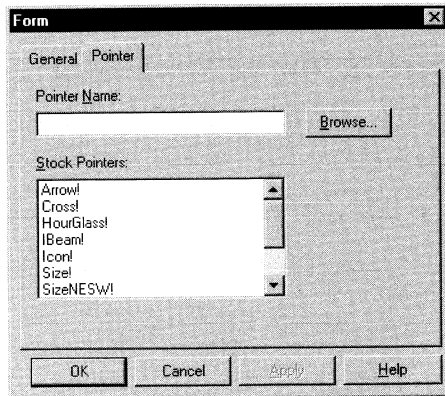 Form
General Pointer
Pointer Name:
Browse...
Stock Pointers:
Arrow!
Cross!
HourGlass!
IBeam!
Icon!
Size!
SizeNESW!
OK Cancel Apply Help